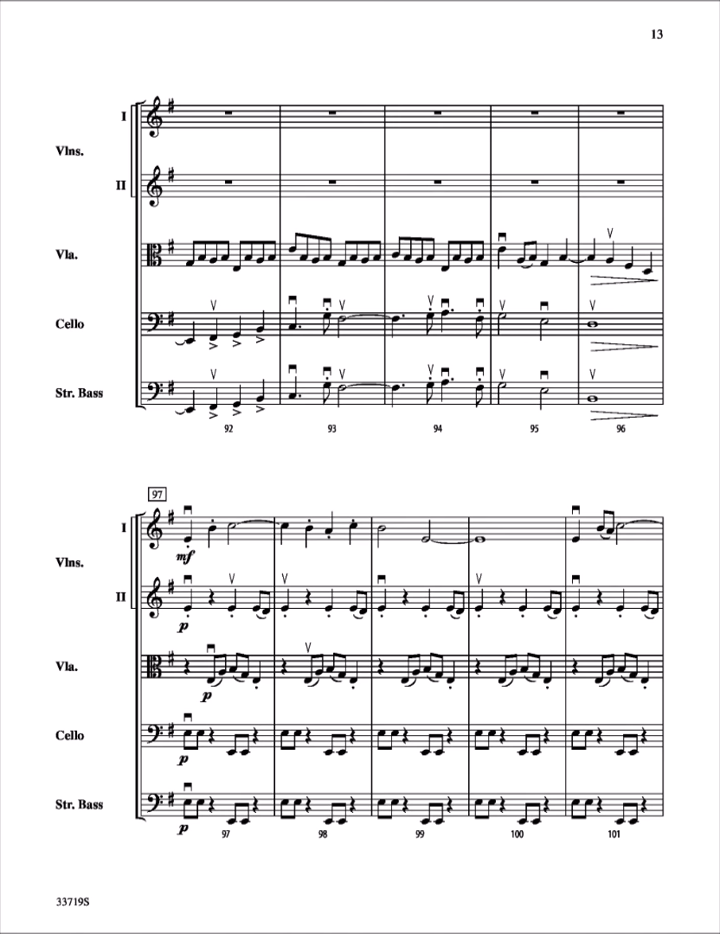 13
I
Vlns.
II
Vla.
Cello
Str. Bass
92 93 94 95 96
97
I
mf
Vlns.
II
p
Vla.
p
Cello
p
Str. Bass
p
97 98 99 100 101
33719S